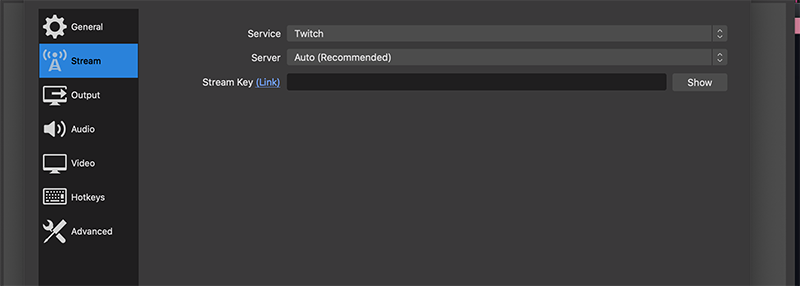 General
Stream
Output
Audio
Video
Hotkeys
Advanced
Service Twitch
Server Auto (Recommended)
Stream Key (Link) Show